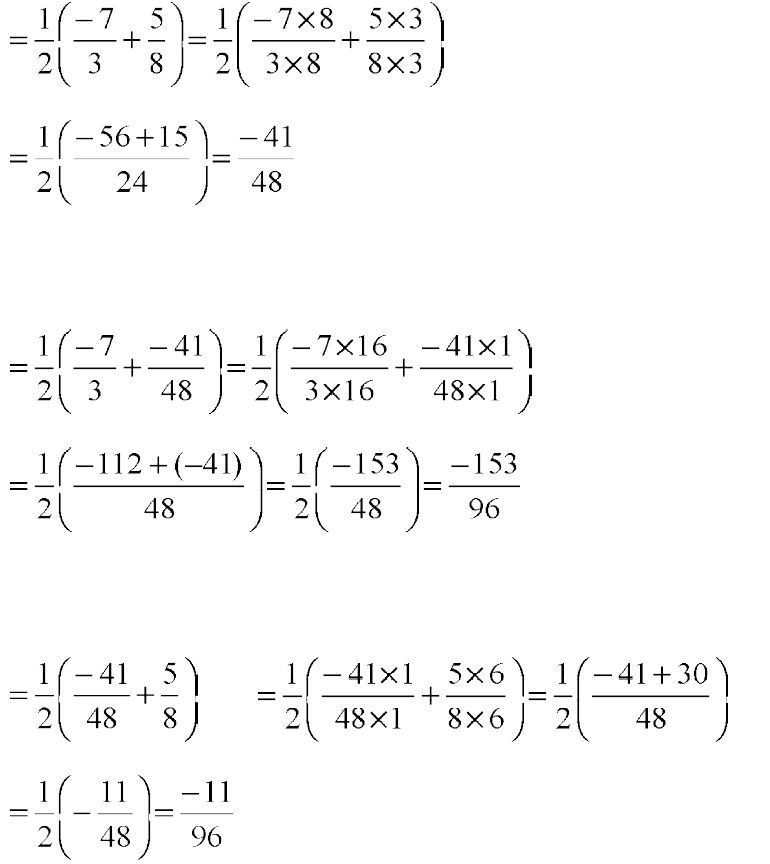 = 1/2 (−7/3 + 5/8) = 1/2 (−7×8/3×8 + 5×3/8×3)
= 1/2 (−56+15/24) = −41/48
= 1/2 (−7/3 + −41/48) = 1/2 (−7×16/3×16 + −41×1/48×1)
= 1/2 (−112+(−41)/48) = 1/2 (−153/48) = −153/96
= 1/2 (−41/48 + 5/8) = 1/2 (−41×1/48×1 + 5×6/8×6) = 1/2 (−41+30/48)
= 1/2 (−11/48) = −11/96